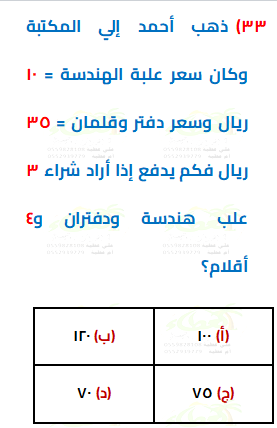 ٣٣) ذهب أحمد إلي المكتبة
وكان سعر علبة الهندسة = ١٠
ريال وسعر دفتر وقلمان = ٣٥
ريال فكم يدفع إذا أراد شراء ٣
علب هندسة ودفتران و٤
أقلام؟
(أ) ١٠٠ (ب) ١٢٠
(ج) ٧٥ (د) ٧٠